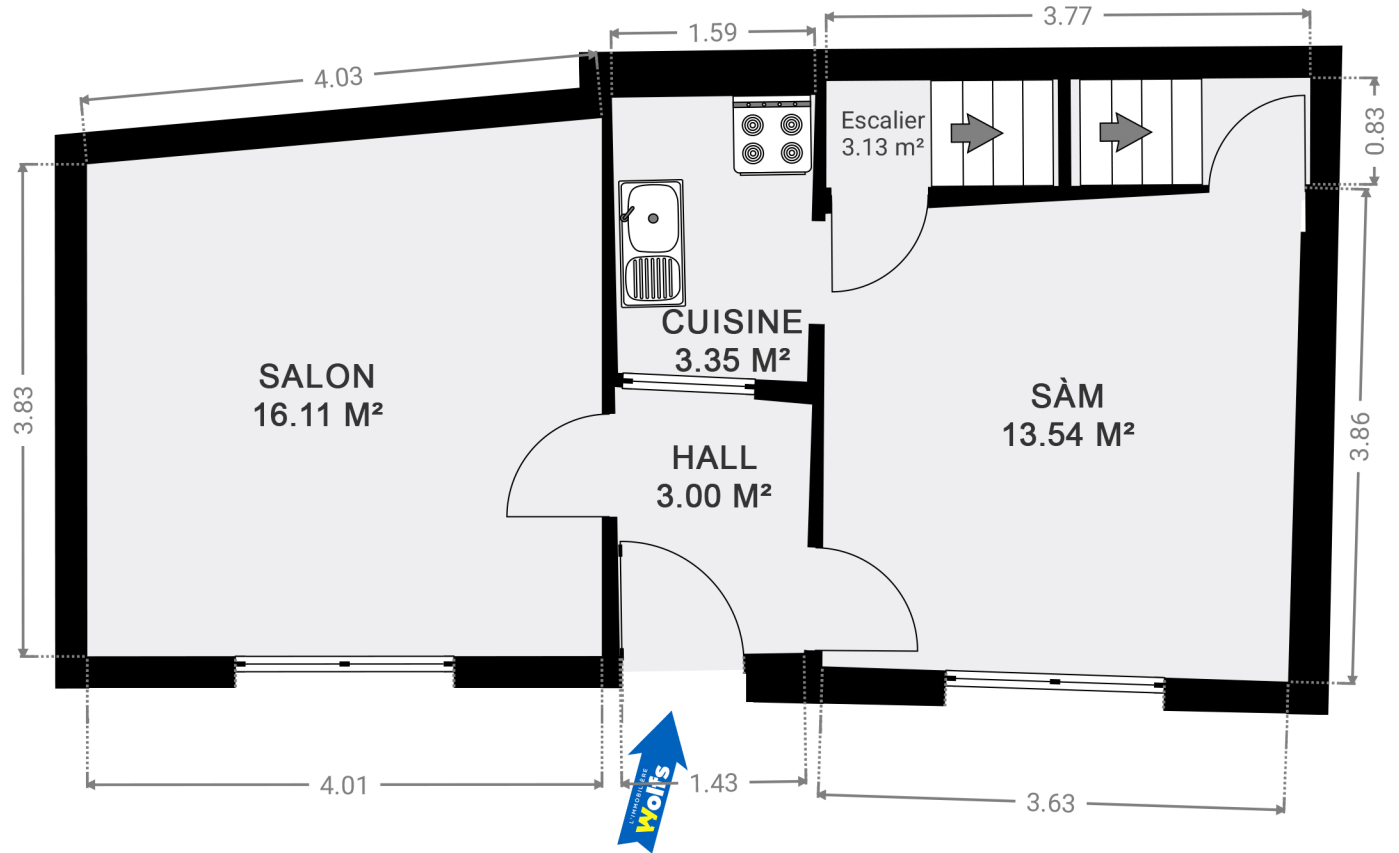 3.77
1.59
4.03
Escalier
3.13 m²
0.83
CUISINE
3.35 M²
SALON
16.11 M²
SÀM
13.54 M²
3.83
3.86
HALL
3.00 M²
4.01
1.43
3.63
L'IMMOBILIÈRE
Wolfs